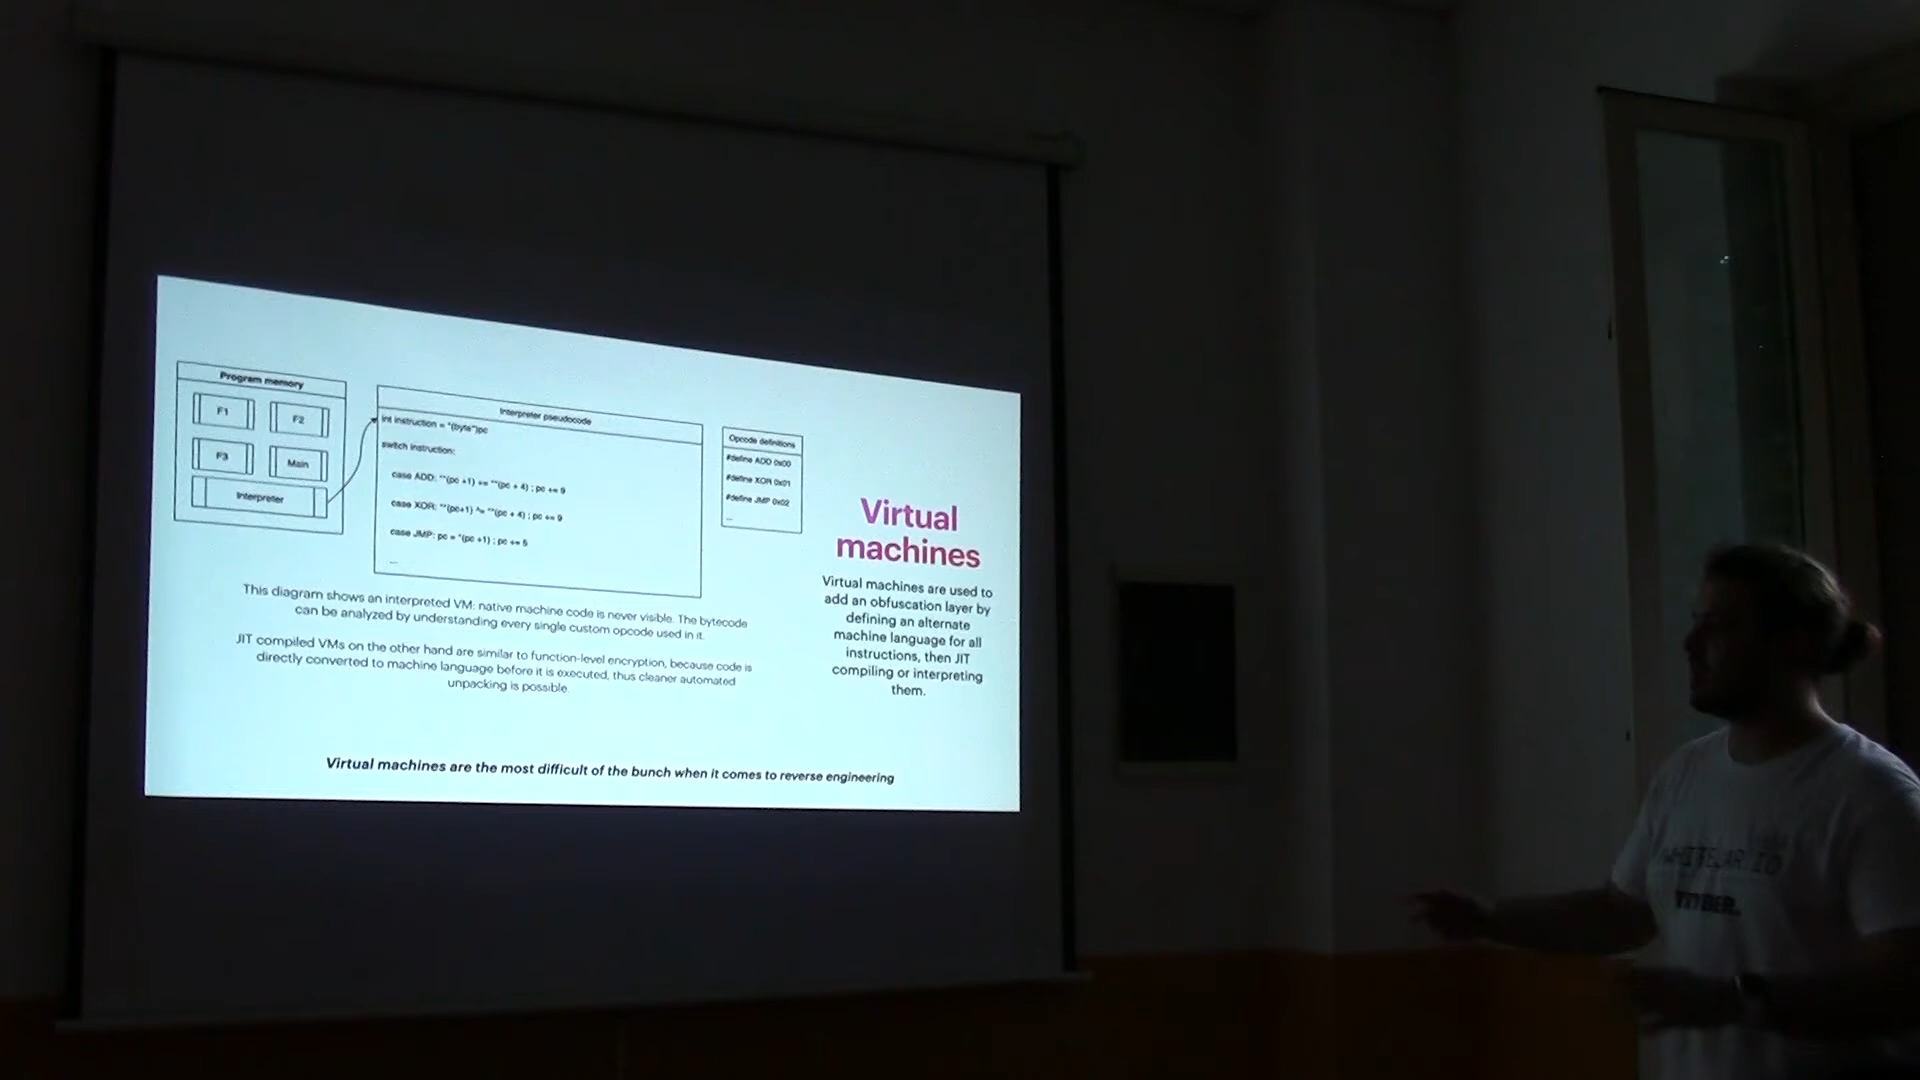 Program memory
F1
F2
F3
Main
Interpreter
Interpreter pseudocode
int instruction = *(byte*)pc
switch instruction:
case ADD: **(pc +1) += **(pc + 4) ; pc += 9
case XOR: **(pc+1) ^= **(pc + 4) ; pc += 9
case JMP: pc = *(pc +1) ; pc += 5
...
Opcode definitions
#define ADD 0x00
#define XOR 0x01
#define JMP 0x02
...
Virtual
machines
Virtual machines are used to
add an obfuscation layer by
defining an alternate
machine language for all
instructions, then JIT
compiling or interpreting
them.
This diagram shows an interpreted VM: native machine code is never visible. The bytecode
can be analyzed by understanding every single custom opcode used in it.
JIT compiled VMs on the other hand are similar to function-level encryption, because code is
directly converted to machine language before it is executed, thus cleaner automated
unpacking is possible.
Virtual machines are the most difficult of the bunch when it comes to reverse engineering